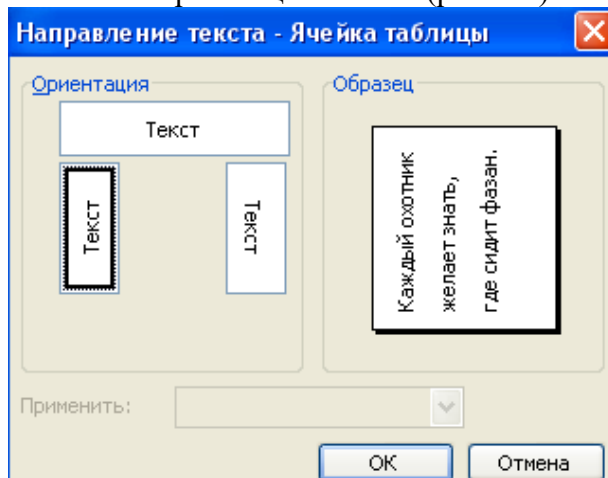 Направление текста - Ячейка таблицы
Ориентация
Образец
Текст
Текст
Текст
Каждый охотник
желает знать,
где сидит фазан.
Применить:
ОК
Отмена